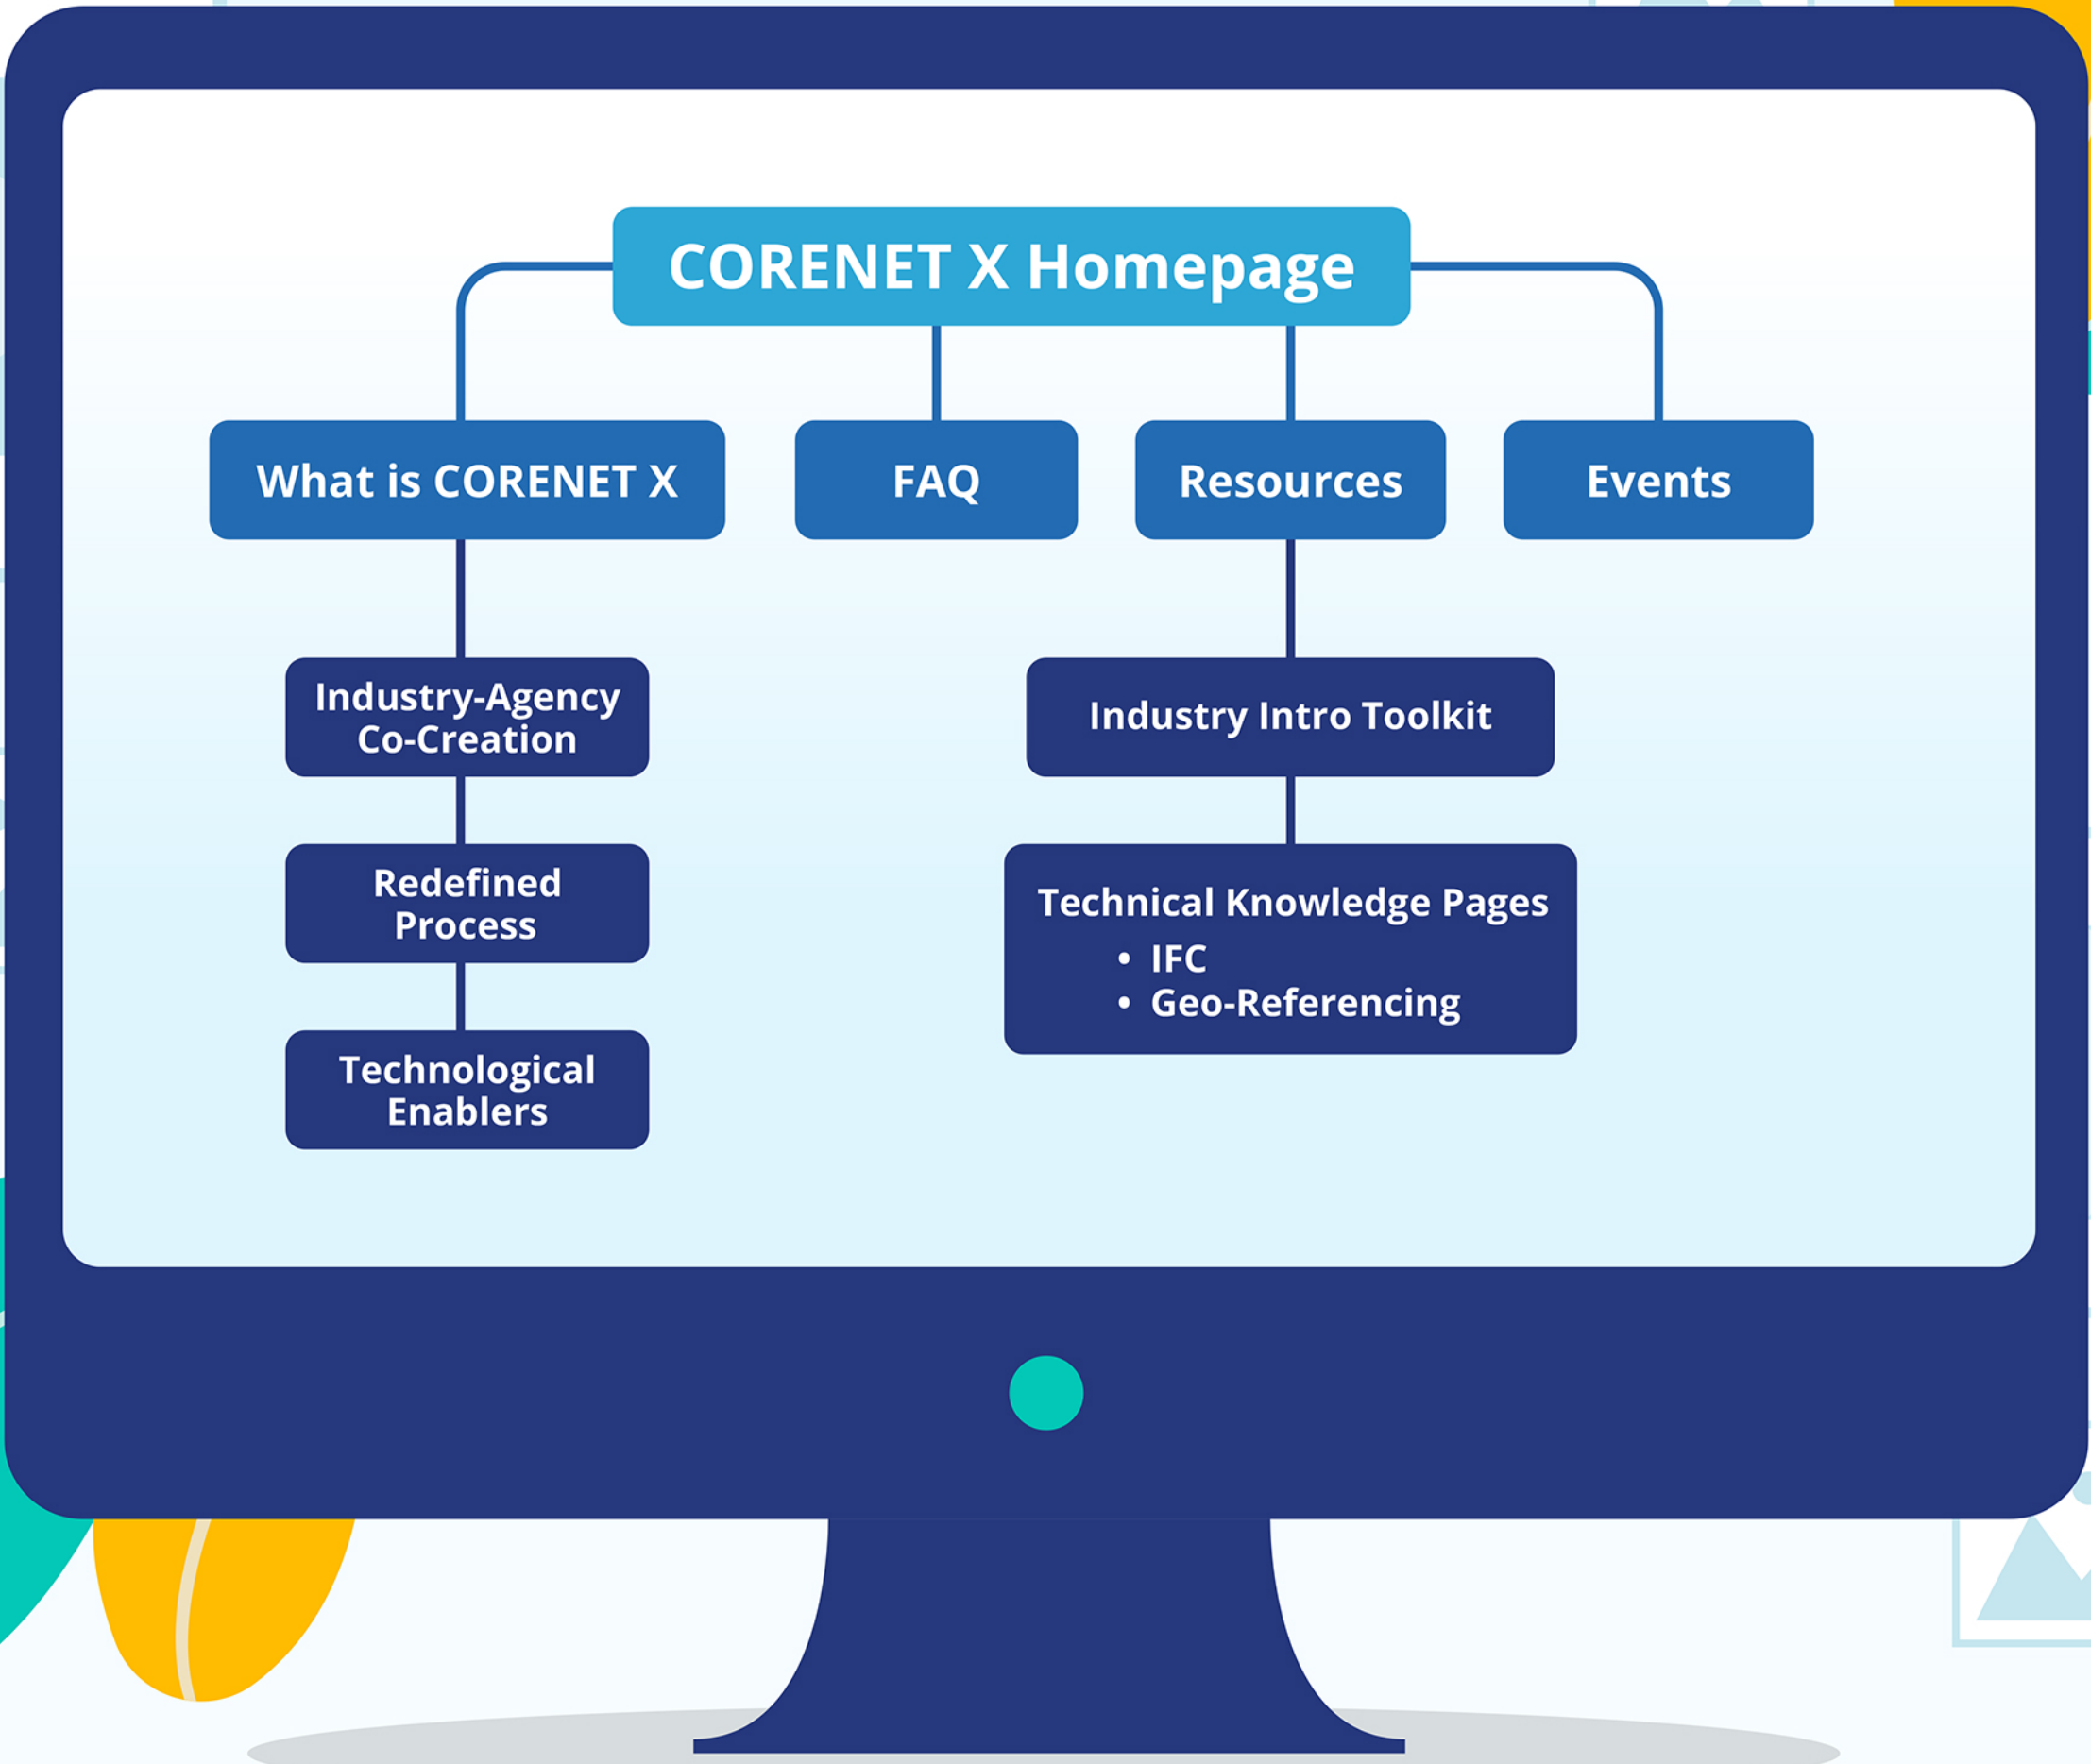 CORENET X Homepage
What is CORENET X
FAQ
Resources
Events
Industry-Agency
Co-Creation
Redefined
Process
Technological
Enablers
Industry Intro Toolkit
Technical Knowledge Pages
• IFC
• Geo-Referencing